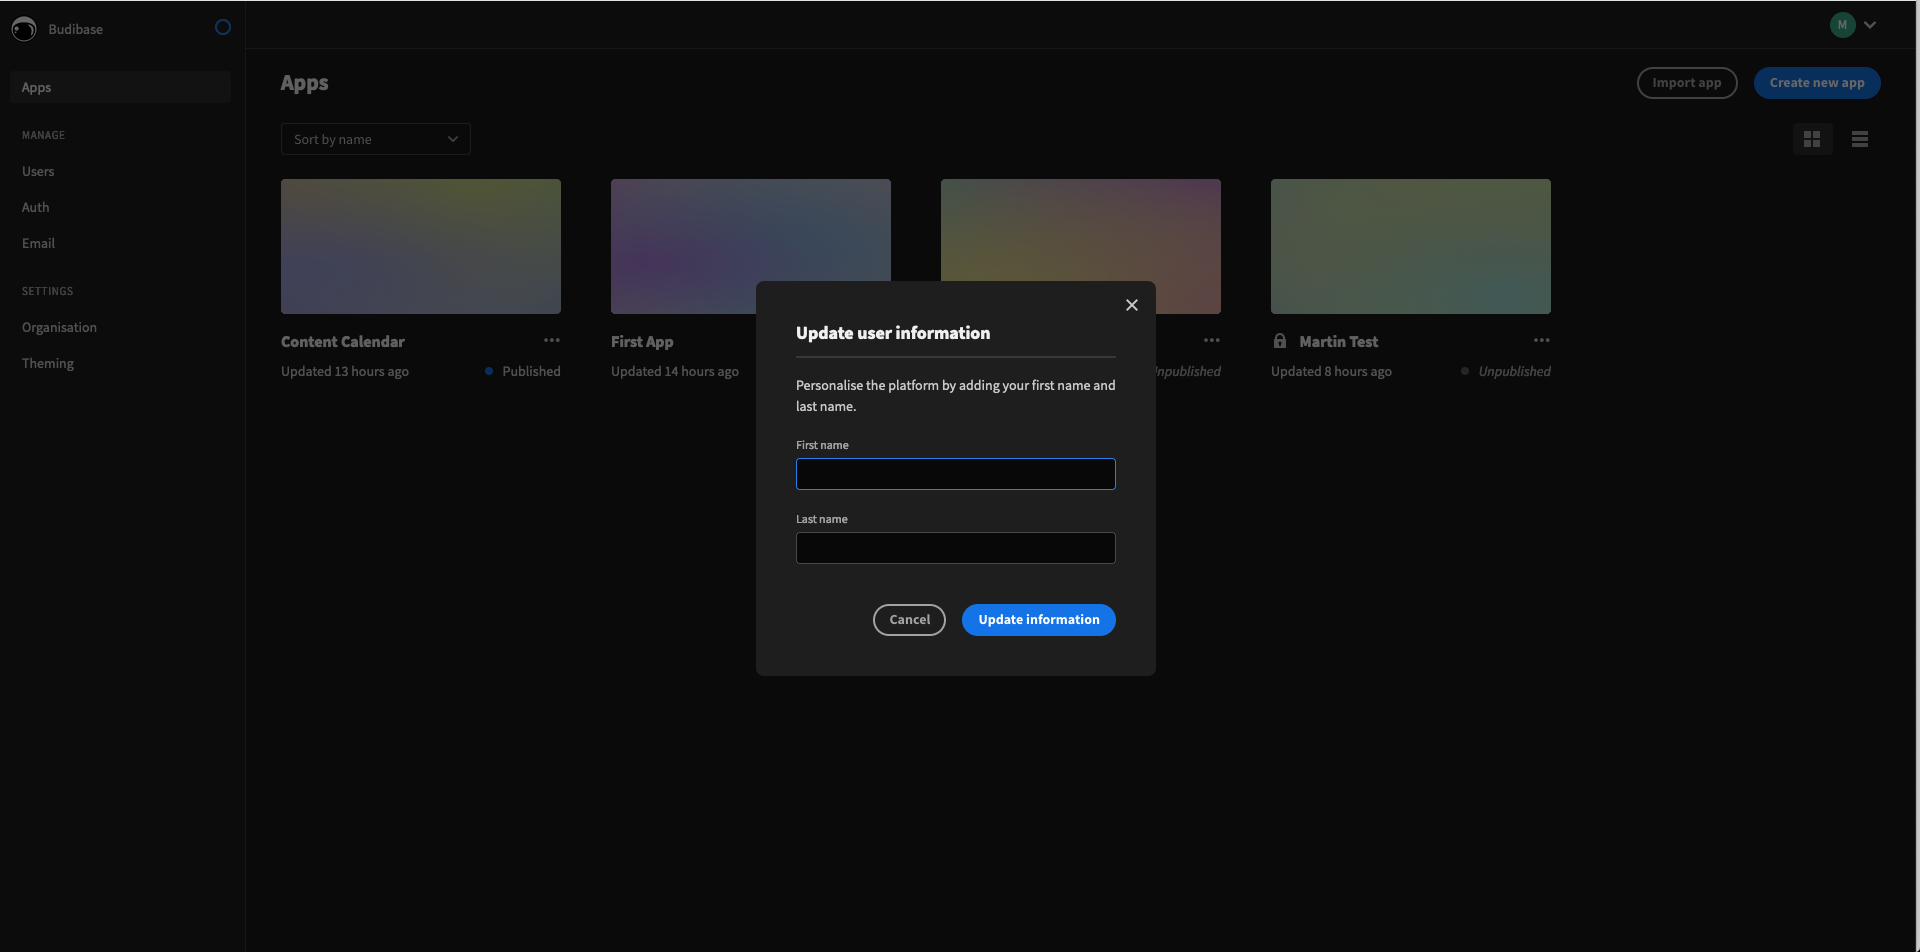 Budibase
M
Apps
Apps
Import app
Create new app
MANAGE
Sort by name
Users
Auth
Email
SETTINGS
Organisation
Theming
Content Calendar
Updated 13 hours ago
Published
First App
Updated 14 hours ago
Unpublished
Martin Test
Updated 8 hours ago
Unpublished
Update user information
Personalise the platform by adding your first name and
last name.
First name
Last name
Cancel
Update information